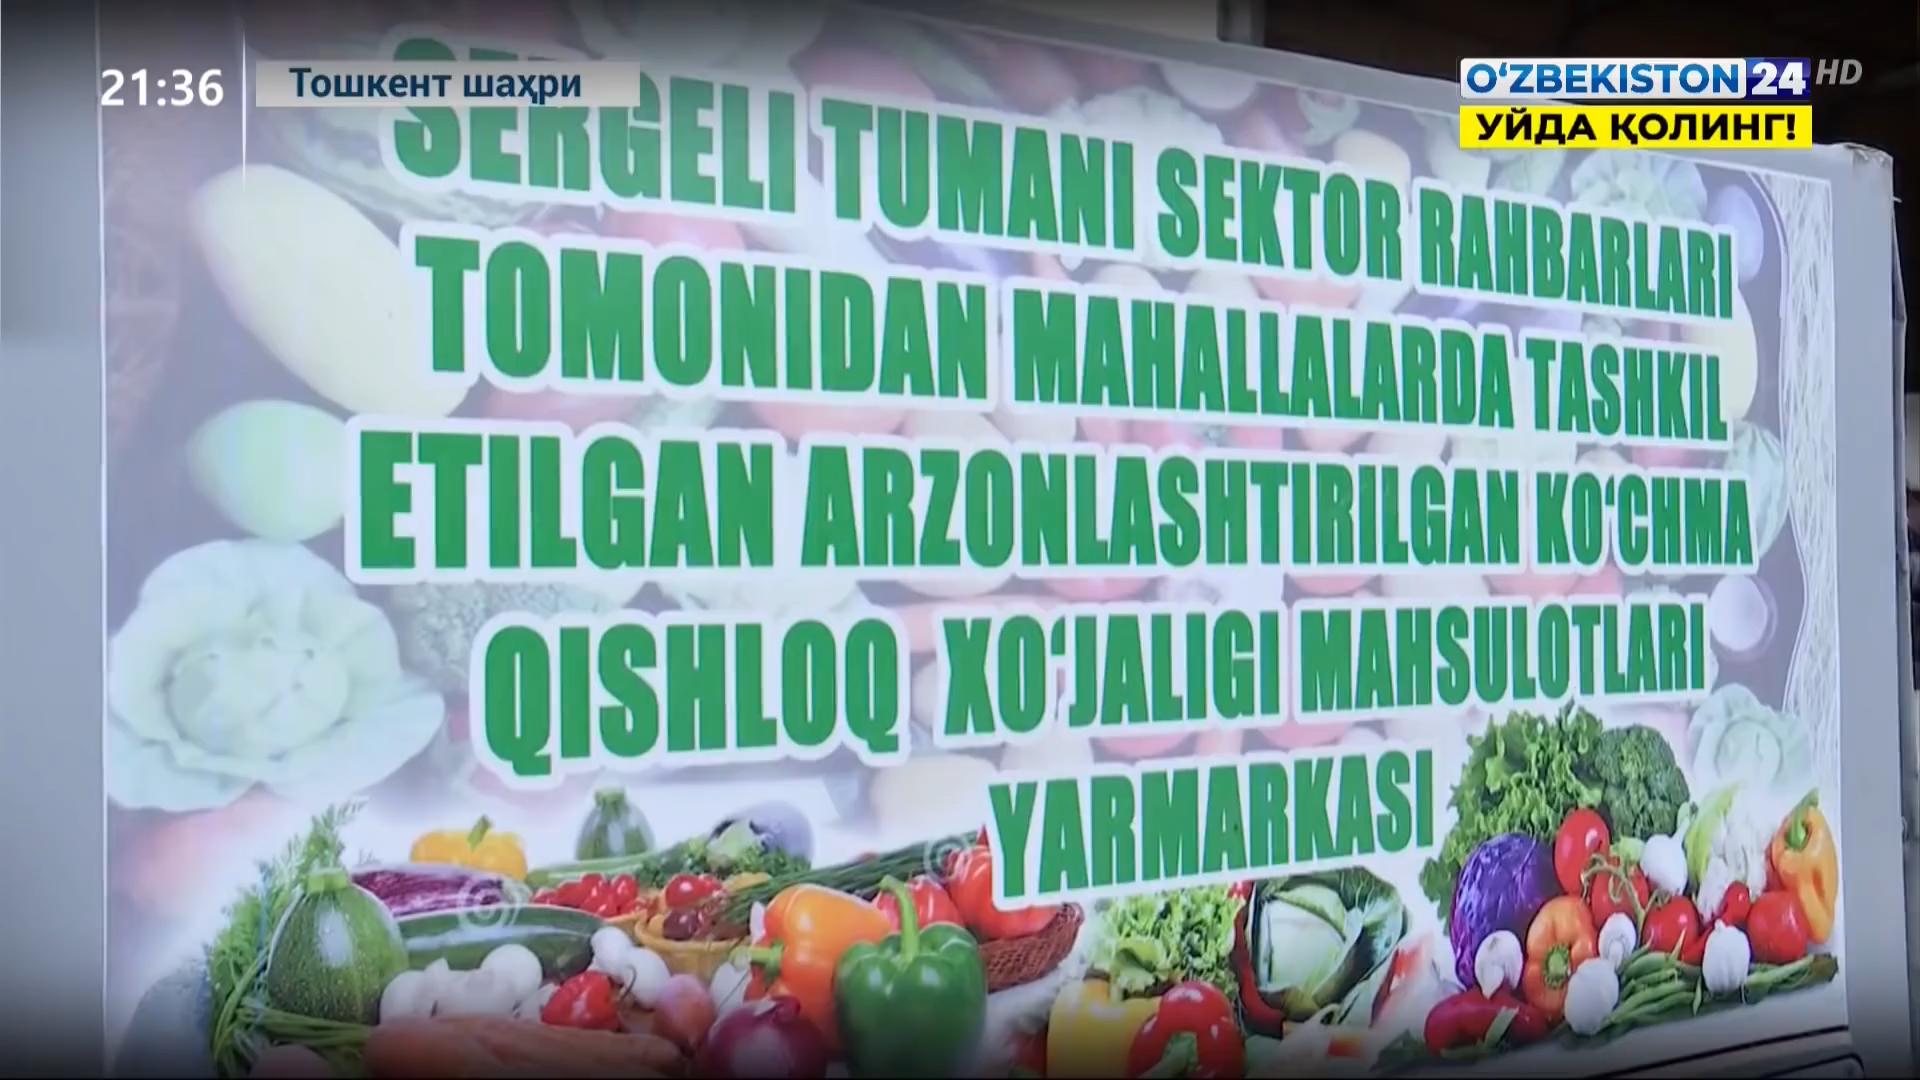 21:36
Тошкент шаҳри
O‘ZBEKISTON 24 HD
УЙДА ҚОЛИНГ!
SERGELI TUMANI SEKTOR RAHBARLARI
TOMONIDAN MAHALLALARDA TASHKIL
ETILGAN ARZONLASHTIRILGAN KO‘CHMA
QISHLOQ XO‘JALIGI MAHSULOTLARI
YARMARKASI